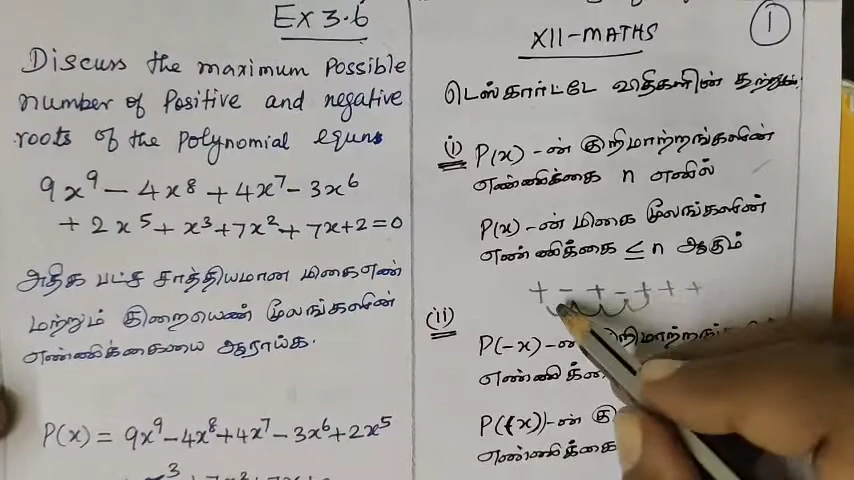 Ex 3.6
Discuss the maximum possible
number of Positive and negative
roots of the Polynomial equns
9x⁹ - 4x⁸ + 4x⁷ - 3x⁶
+ 2x⁵ + x³ + 7x² + 7x + 2 = 0
அதிக பட்ச சாத்தியமான மிகை எண்
மற்றும் குறையெண் மூலங்களின்
எண்ணிக்கையை ஆராய்க.
P(x) = 9x⁹ - 4x⁸ + 4x⁷ - 3x⁶ + 2x⁵
1
XII - MATHS
டெஸ்கார்ட்டே விதிகளின்
(i) P(x) - ன் குறிமாற்றங்களின்
எண்ணிக்கை n எனில்
P(x) - ன் மிகை மூலங்களின்
எண்ணிக்கை ≤ n ஆகும்
+ - + - + + +
(ii)
P(-x) - ன் குறிமாற்றங்களின்